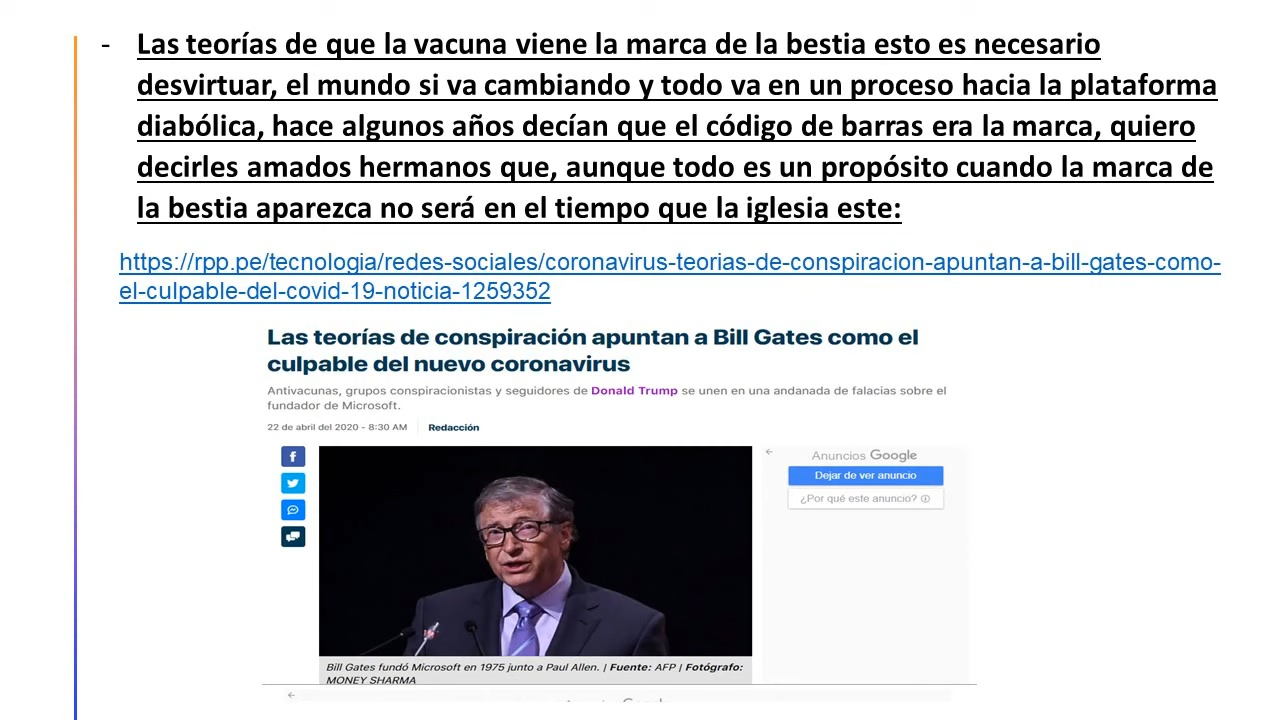 - Las teorías de que la vacuna viene la marca de la bestia esto es necesario
desvirtuar, el mundo si va cambiando y todo va en un proceso hacia la plataforma
diabólica, hace algunos años decían que el código de barras era la marca, quiero
decirles amados hermanos que, aunque todo es un propósito cuando la marca de
la bestia aparezca no será en el tiempo que la iglesia este:
https://rpp.pe/tecnologia/redes-sociales/coronavirus-teorias-de-conspiracion-apuntan-a-bill-gates-como-
el-culpable-del-covid-19-noticia-1259352
Las teorías de conspiración apuntan a Bill Gates como el
culpable del nuevo coronavirus
Antivacunas, grupos conspiracionistas y seguidores de Donald Trump se unen en una andanada de falacias sobre el
fundador de Microsoft.
22 de abril del 2020 - 8:30 AM Redacción
Anuncios Google
Dejar de ver anuncio
¿Por qué este anuncio?
Bill Gates fundó Microsoft en 1975 junto a Paul Allen. | Fuente: AFP | Fotógrafo:
MONEY SHARMA